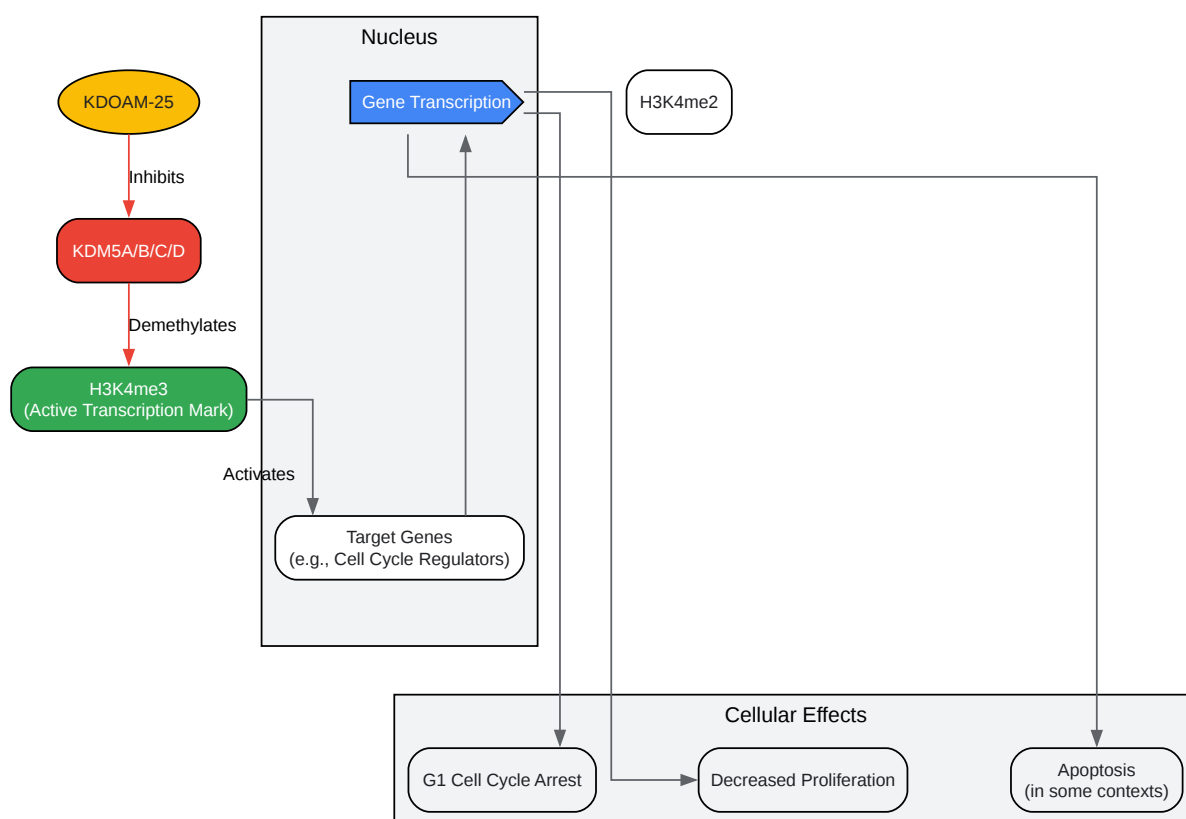 Nucleus
KDOAM-25
Gene Transcription
H3K4me2
Inhibits
KDM5A/B/C/D
Demethylates
H3K4me3
(Active Transcription Mark)
Activates
Target Genes
(e.g., Cell Cycle Regulators)
Cellular Effects
G1 Cell Cycle Arrest
Decreased Proliferation
Apoptosis
(in some contexts)